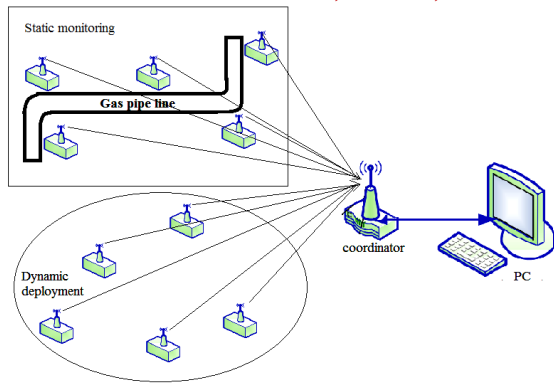 Static monitoring
Gas pipe line
coordinator
PC
Dynamic
deployment